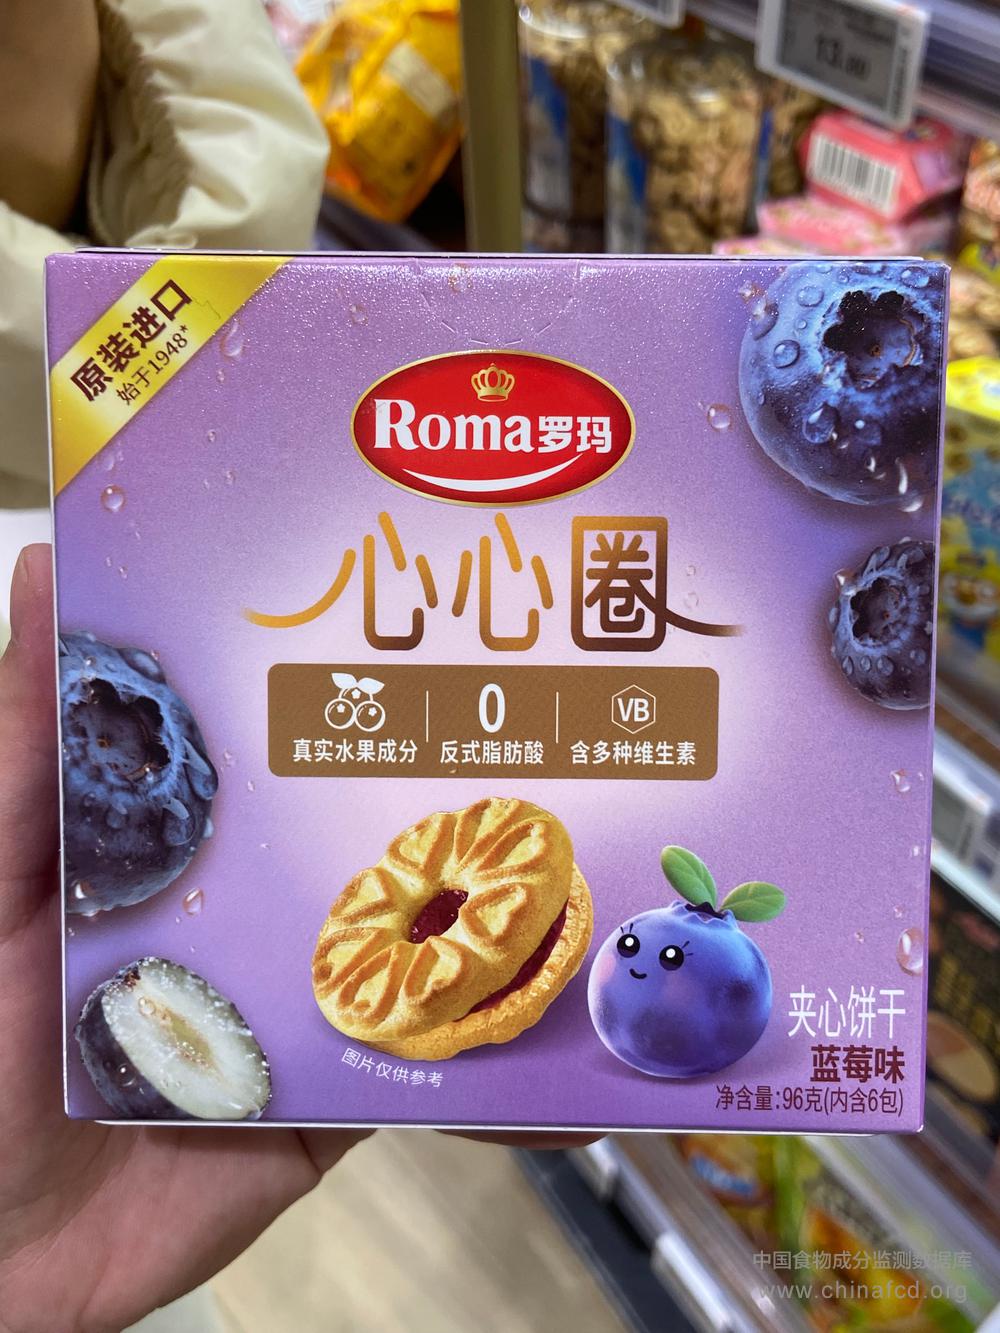 13.80
原装进口
始于1948*
Roma罗玛
心心圈
0
VB
真实水果成分
反式脂肪酸
含多种维生素
图片仅供参考
夹心饼干
蓝莓味
净含量:96克(内含6包)
中国食物成分监测数据库
www.chinafcd.org